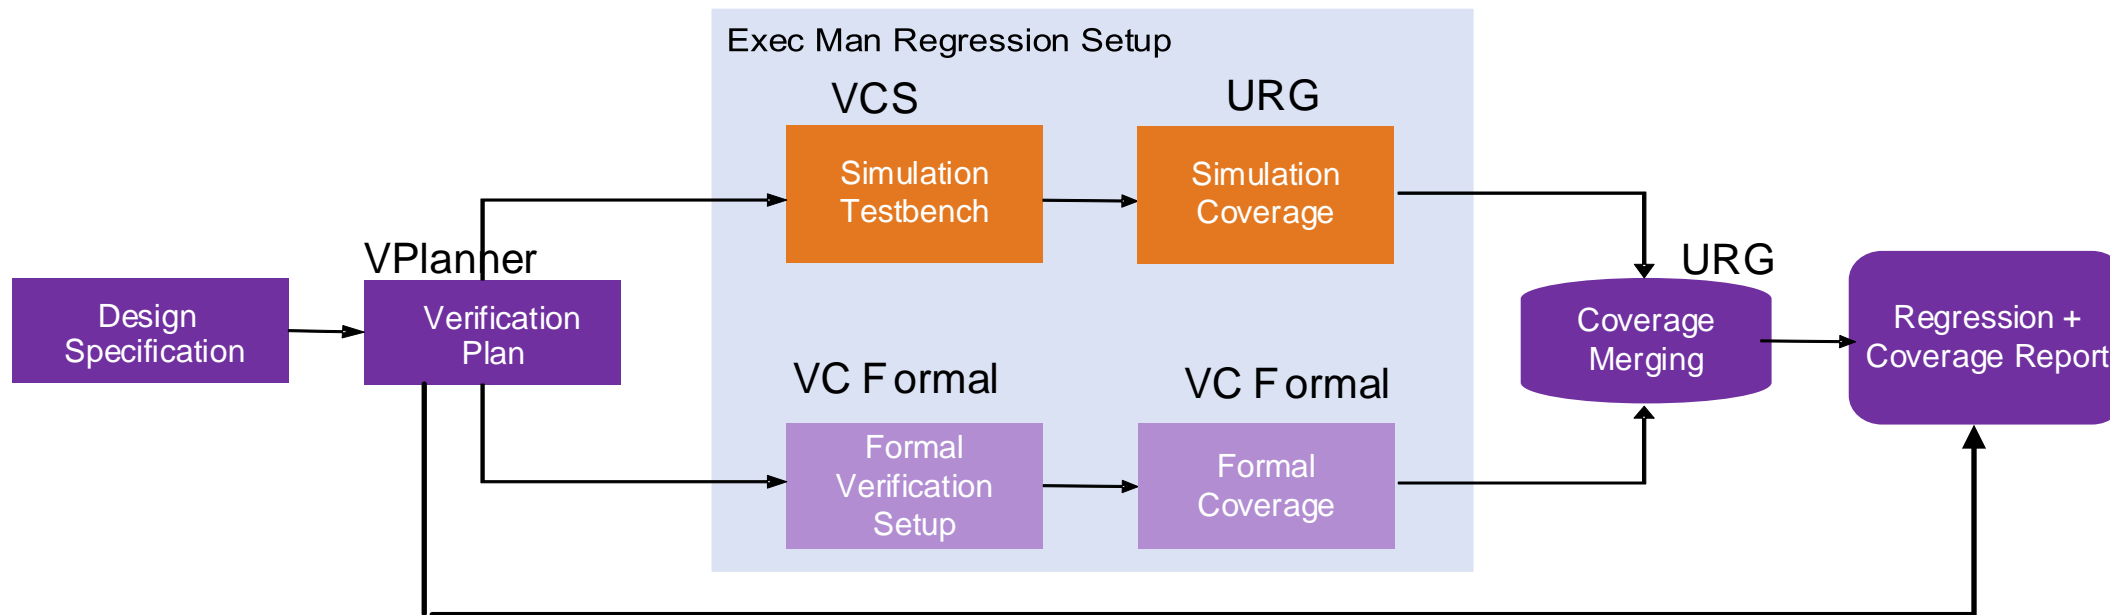 Exec Man Regression Setup
VCS
URG
Simulation
Testbench
Simulation
Coverage
VPlanner
URG
Design
Specification
Verification
Plan
Coverage
Merging
Regression +
Coverage Report
VC Formal
VC Formal
Formal
Verification
Setup
Formal
Coverage